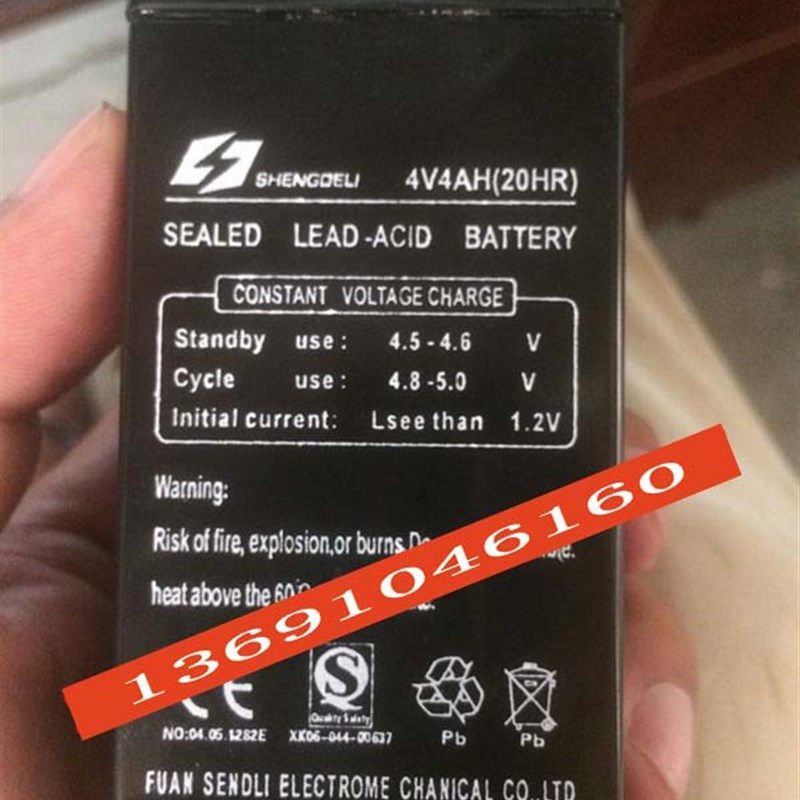 SHENGDELI 4V4AH(20HR)
SEALED LEAD-ACID BATTERY
CONSTANT VOLTAGE CHARGE
Standby use: 4.5-4.6 V
Cycle use: 4.8-5.0 V
Initial current: Lsee than 1.2V
Warning:
Risk of fire, explosion,or burns.
heat above the 60°C
13691046160
CE
S
Quality Safety
NO:04.05.1282E XK06-044-00637 Pb Pb
FUAN SENDLI ELECTROME CHANICAL CO.,LTD